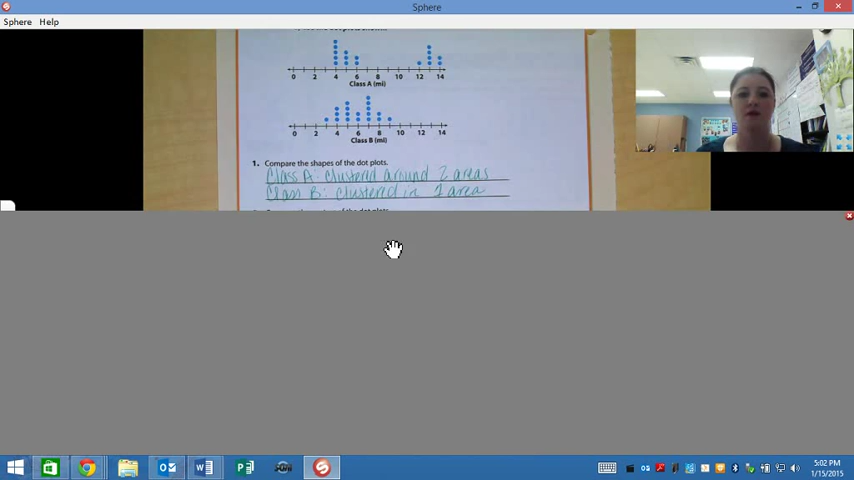 Sphere
Sphere Help
0 2 4 6 8 10 12 14
Class A (mi)
0 2 4 6 8 10 12 14
Class B (mi)
1. Compare the shapes of the dot plots.
Class A: clustered around 2 areas
Class B: clustered in 1 area
5:02 PM
1/15/2015